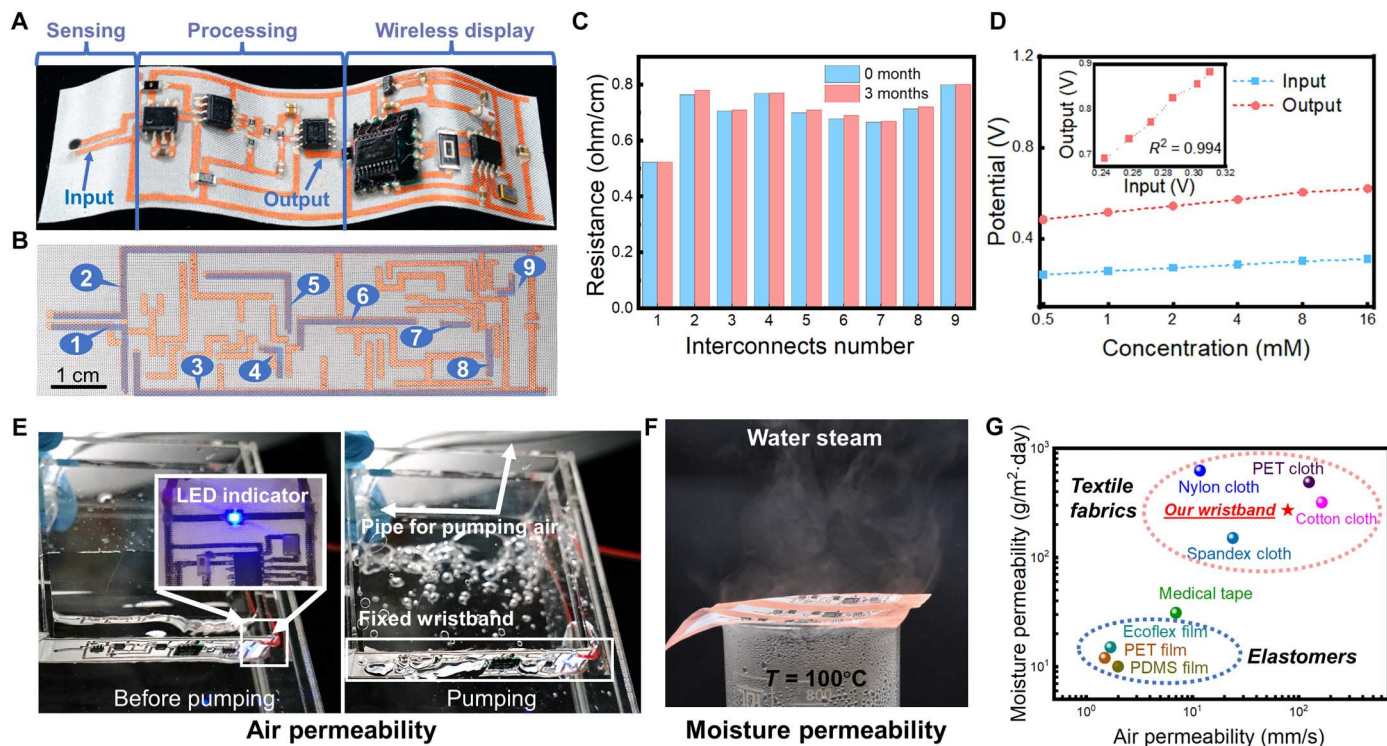 A
Sensing
Processing
Wireless display
Input
Output
B
1
2
3
4
5
6
7
8
9
1 cm
C
Resistance (ohm/cm)
0.8
0.6
0.4
0.2
0.0
0 month
3 months
1 2 3 4 5 6 7 8 9
Interconnects number
D
Potential (V)
1.2
0.8
0.4
Input
Output
Output (V)
0.9
0.8
0.7
R² = 0.994
0.24 0.26 0.28 0.30 0.32
Input (V)
0.5 1 2 4 8 16
Concentration (mM)
E
LED indicator
Before pumping
Pipe for pumping air
Fixed wristband
Pumping
Air permeability
F
Water steam
T = 100°C
800
Moisture permeability
G
Moisture permeability (g/m²·day)
10³
10²
10¹
Textile
fabrics
PET cloth
Nylon cloth
Our wristband
Cotton cloth
Spandex cloth
Medical tape
Ecoflex film
PET film
PDMS film
Elastomers
10⁰ 10¹ 10²
Air permeability (mm/s)